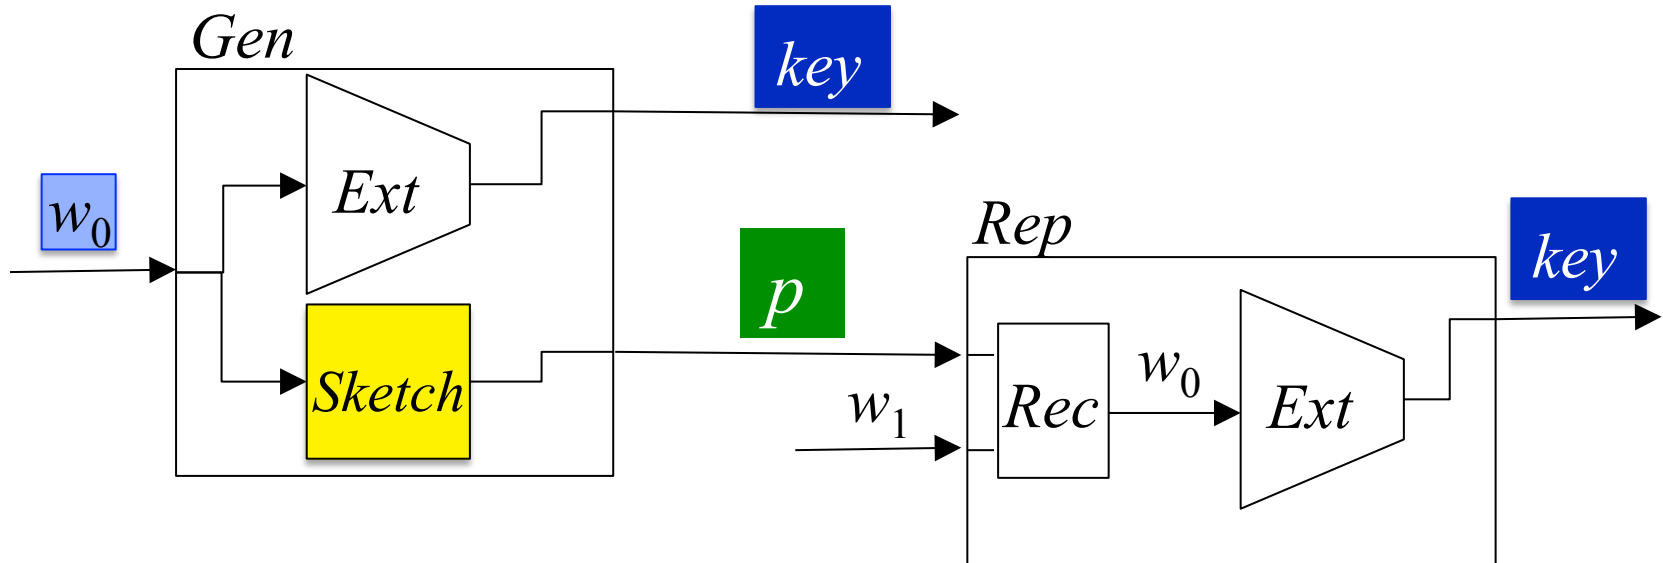 Gen
key
w₀
Ext
Sketch
p
Rep
key
w₁
Rec
w₀
Ext